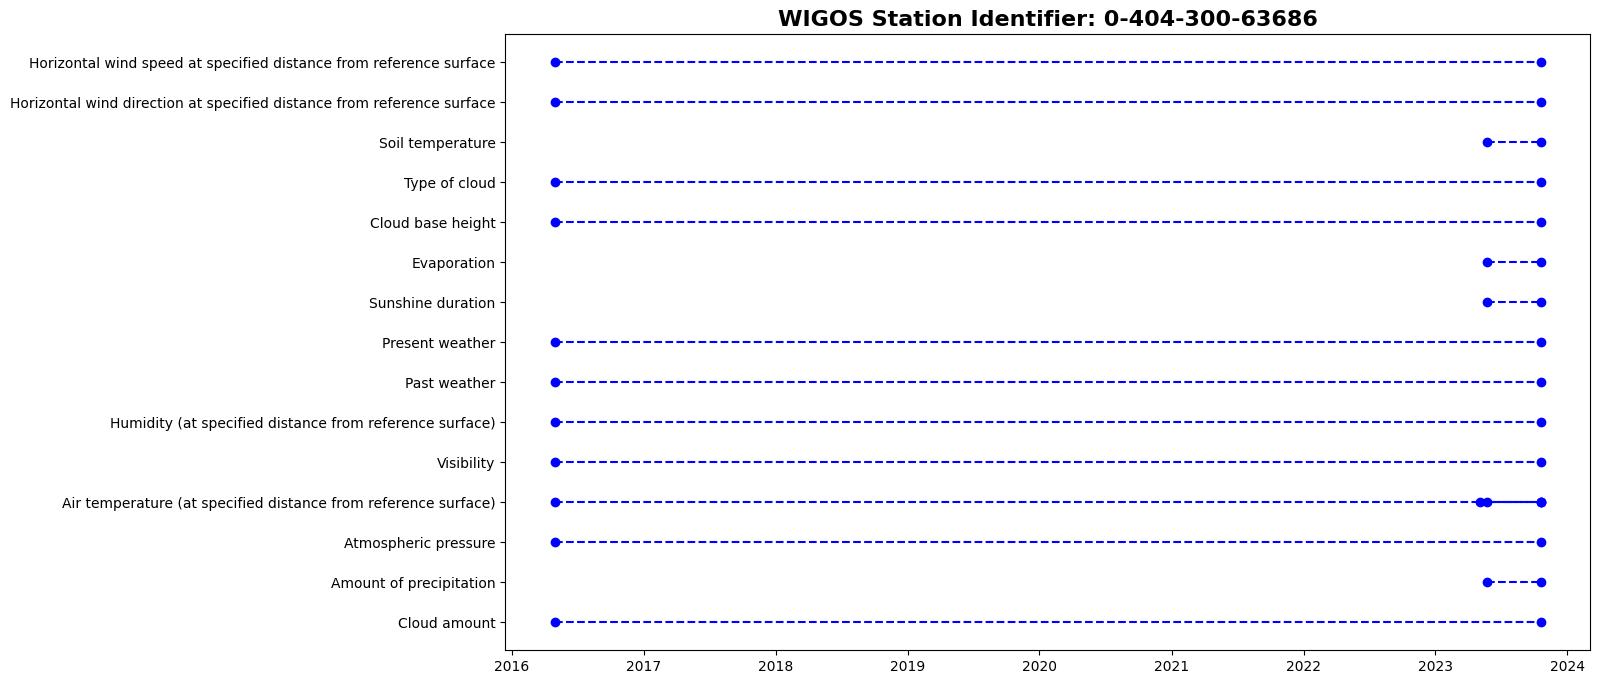 WIGOS Station Identifier: 0-404-300-63686
Horizontal wind speed at specified distance from reference surface
Horizontal wind direction at specified distance from reference surface
Soil temperature
Type of cloud
Cloud base height
Evaporation
Sunshine duration
Present weather
Past weather
Humidity (at specified distance from reference surface)
Visibility
Air temperature (at specified distance from reference surface)
Atmospheric pressure
Amount of precipitation
Cloud amount
2016 2017 2018 2019 2020 2021 2022 2023 2024